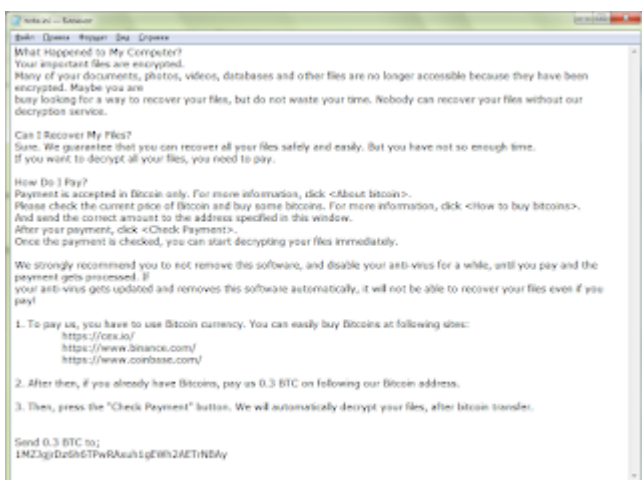 Файл Правка Формат Вид Справка
What Happened to My Computer?
Your important files are encrypted.
Many of your documents, photos, videos, databases and other files are no longer accessible because they have been
encrypted. Maybe you are
busy looking for a way to recover your files, but do not waste your time. Nobody can recover your files without our
decryption service.
Can I Recover My Files?
Sure. We guarantee that you can recover all your files safely and easily. But you have not so enough time.
If you want to decrypt all your files, you need to pay.
How Do I Pay?
Payment is accepted in Bitcoin only. For more information, click <About bitcoin>.
Please check the current price of Bitcoin and buy some bitcoins. For more information, click <How to buy bitcoins>.
And send the correct amount to the address specified in this window.
After your payment, click <Check Payment>.
Once the payment is checked, you can start decrypting your files immediately.
We strongly recommend you to not remove this software, and disable your anti-virus for a while, until you pay and the
payment gets processed. If
your anti-virus gets updated and removes this software automatically, it will not be able to recover your files even if you
pay!
1. To pay us, you have to use Bitcoin currency. You can easily buy Bitcoins at following sites:
https://cex.io/
https://www.binance.com/
https://www.coinbase.com/
2. After then, if you already have Bitcoins, pay us 0.3 BTC on following our Bitcoin address.
3. Then, press the "Check Payment" button. We will automatically decrypt your files, after bitcoin transfer.
Send 0.3 BTC to;